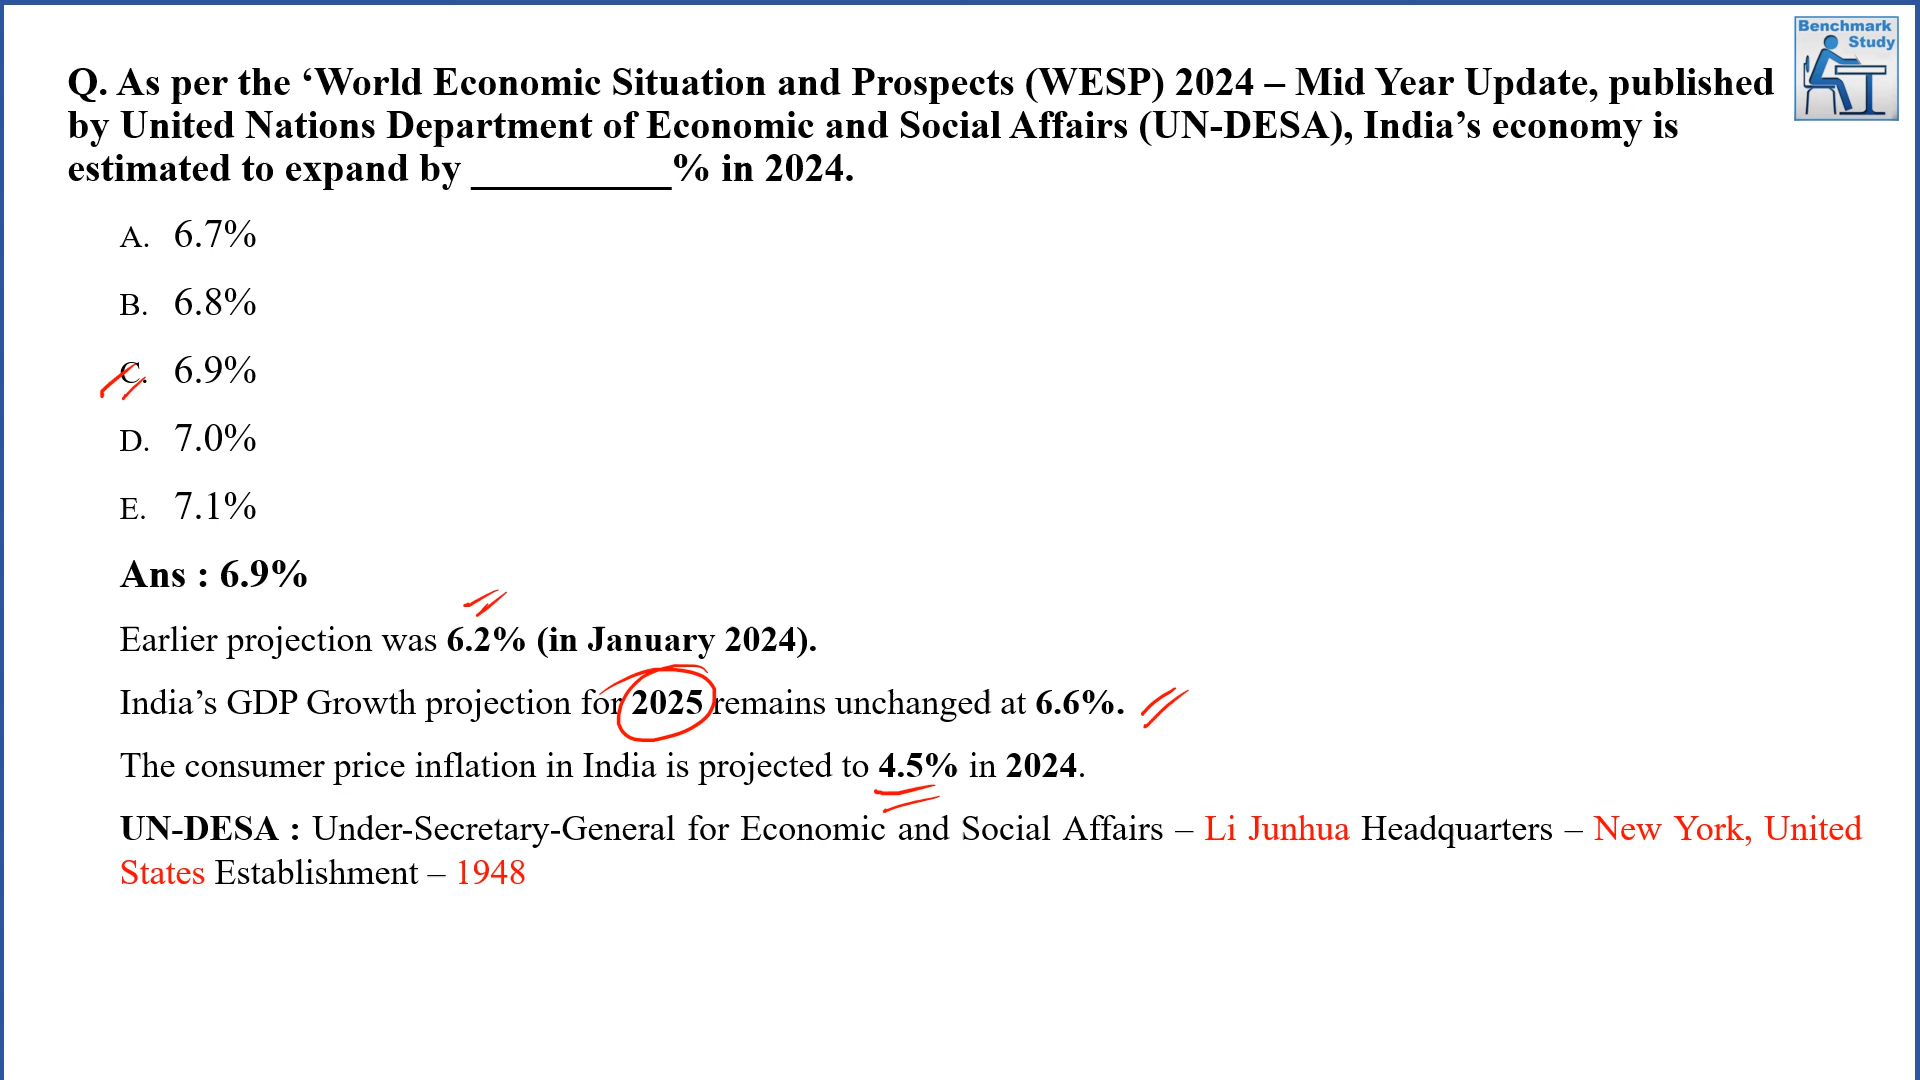 Benchmark
Study
Q. As per the ‘World Economic Situation and Prospects (WESP) 2024 – Mid Year Update, published
by United Nations Department of Economic and Social Affairs (UN-DESA), India’s economy is
estimated to expand by __________% in 2024.
A. 6.7%
B. 6.8%
C. 6.9%
D. 7.0%
E. 7.1%
Ans : 6.9%
Earlier projection was 6.2% (in January 2024).
India’s GDP Growth projection for 2025 remains unchanged at 6.6%.
The consumer price inflation in India is projected to 4.5% in 2024.
UN-DESA : Under-Secretary-General for Economic and Social Affairs – Li Junhua Headquarters – New York, United
States Establishment – 1948